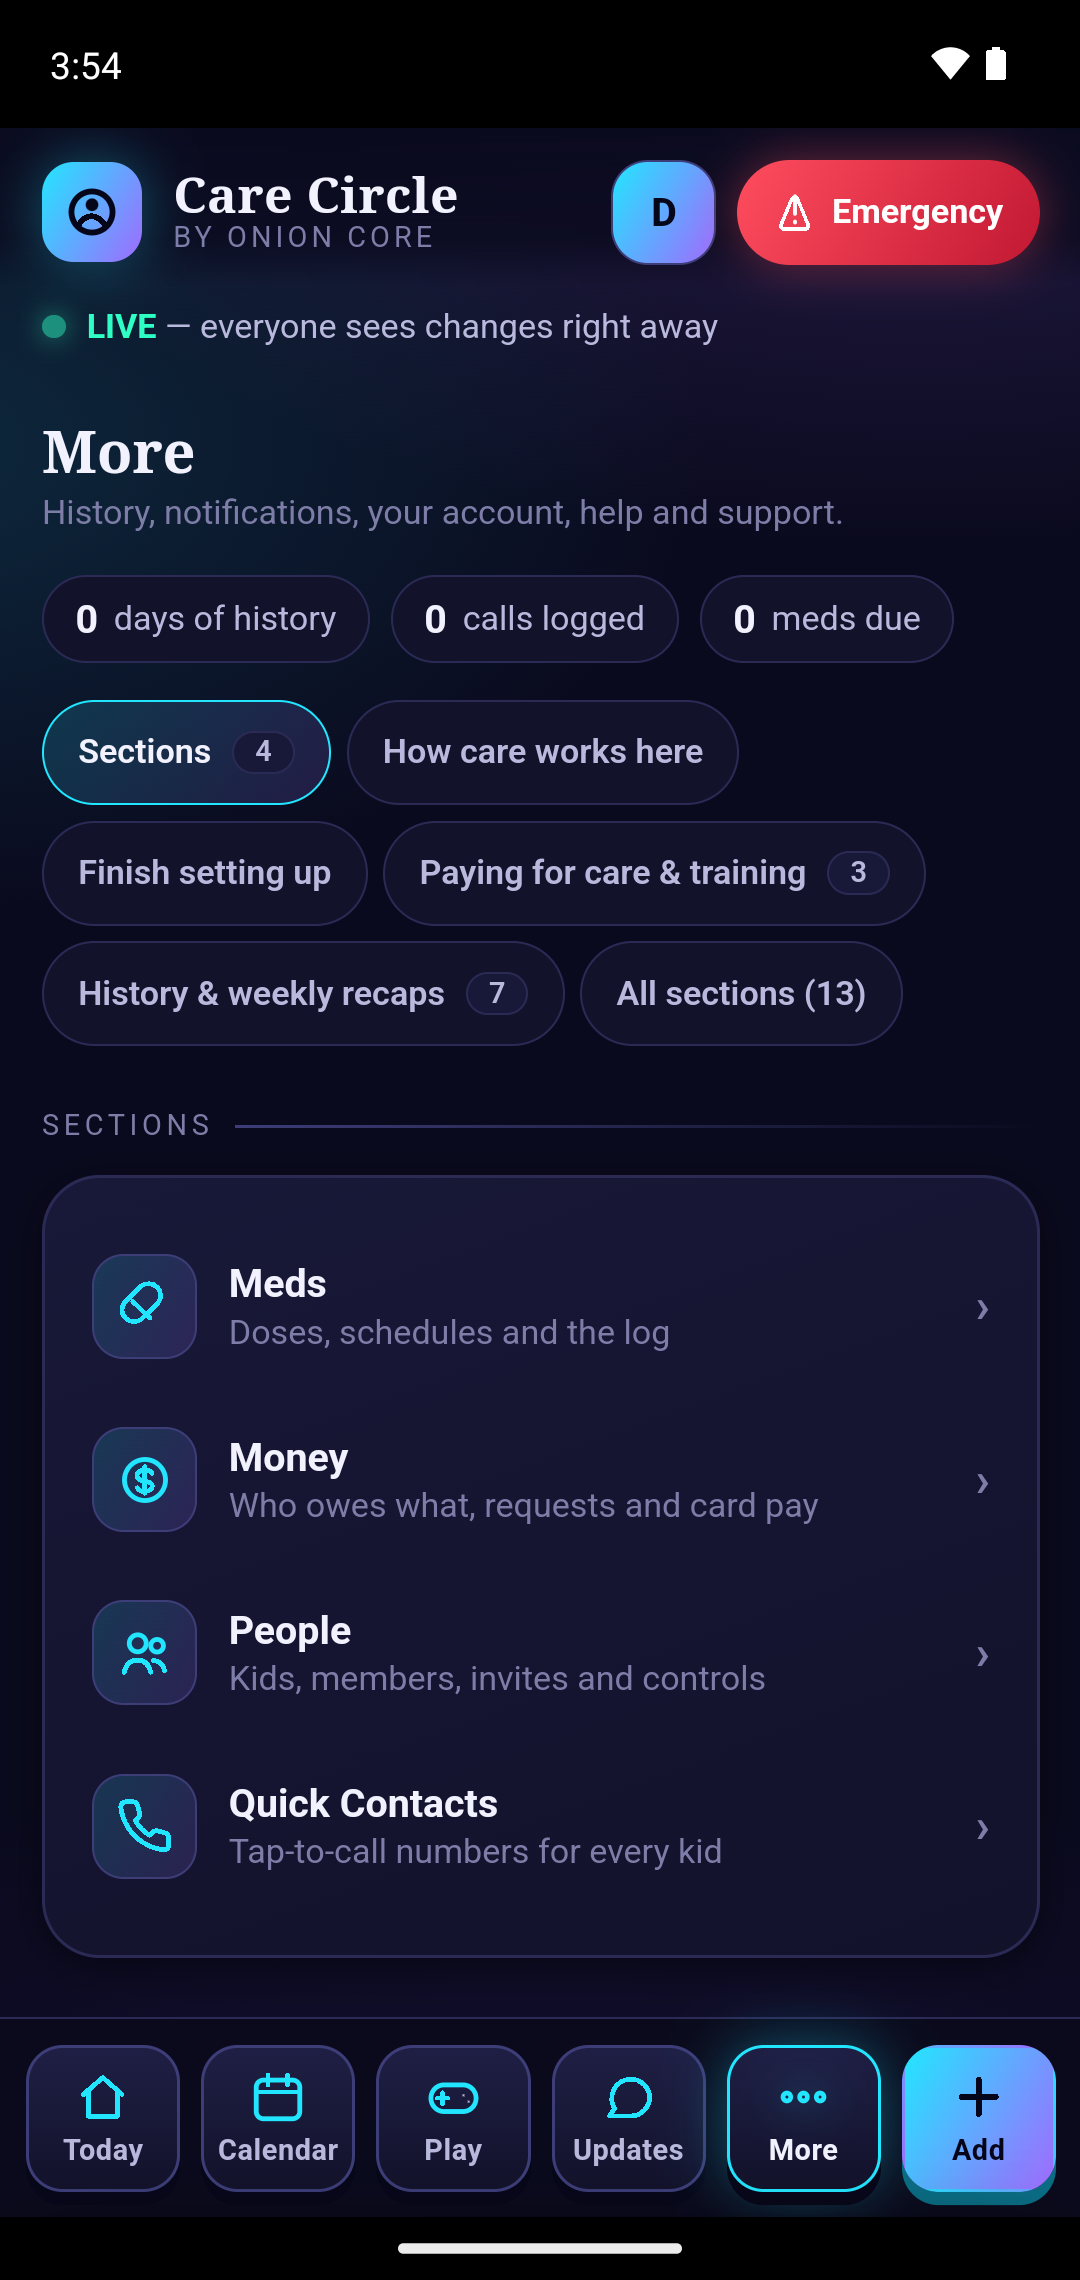 3:54
Care Circle
BY ONION CORE
D
Emergency
LIVE — everyone sees changes right away
More
History, notifications, your account, help and support.
0 days of history
0 calls logged
0 meds due
Sections 4
How care works here
Finish setting up
Paying for care & training 3
History & weekly recaps 7
All sections (13)
SECTIONS
Meds
Doses, schedules and the log
Money
Who owes what, requests and card pay
People
Kids, members, invites and controls
Quick Contacts
Tap-to-call numbers for every kid
Today
Calendar
Play
Updates
More
Add